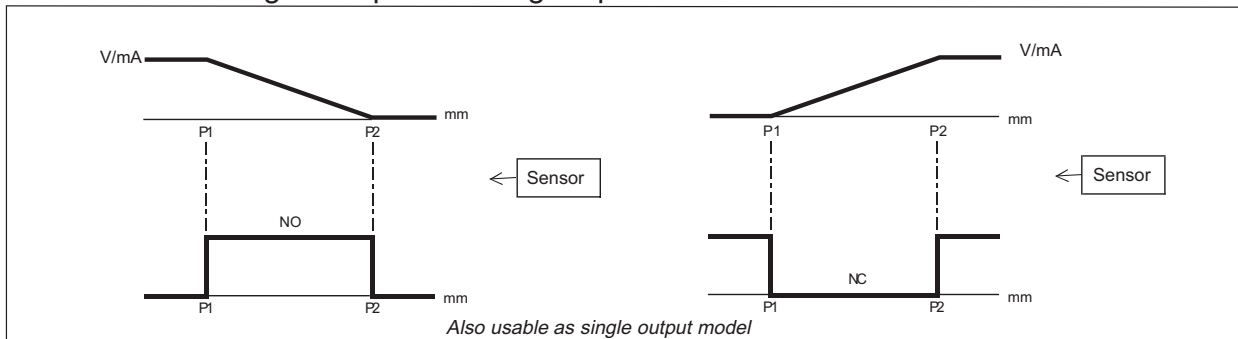 V/mA
mm
P1 P2
Sensor
NO
P1 P2
mm
V/mA
mm
P1 P2
Sensor
NC
P1 P2
mm
Also usable as single output model